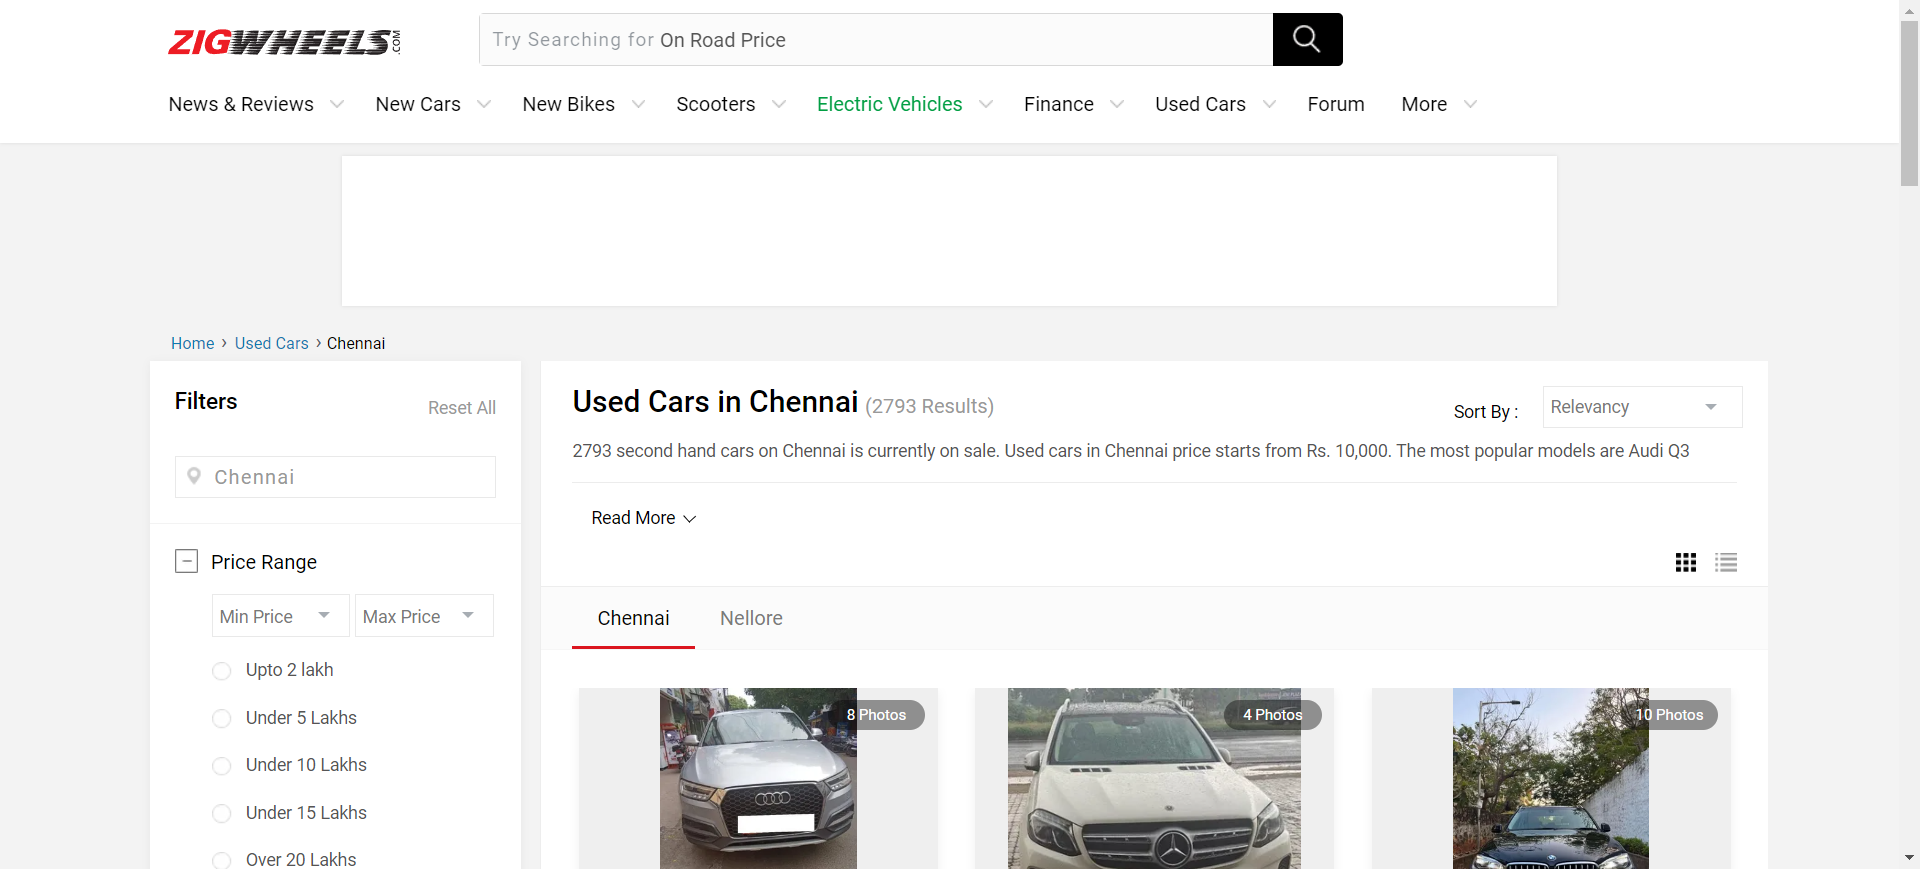 ZIGWHEELS.COM
Try Searching for On Road Price
News & Reviews New Cars New Bikes Scooters Electric Vehicles Finance Used Cars Forum More
Home › Used Cars › Chennai
Filters
Reset All
Chennai
Price Range
Min Price Max Price
Upto 2 lakh
Under 5 Lakhs
Under 10 Lakhs
Under 15 Lakhs
Over 20 Lakhs
Used Cars in Chennai (2793 Results)
Sort By : Relevancy
2793 second hand cars on Chennai is currently on sale. Used cars in Chennai price starts from Rs. 10,000. The most popular models are Audi Q3
Read More
Chennai Nellore
8 Photos
4 Photos
10 Photos